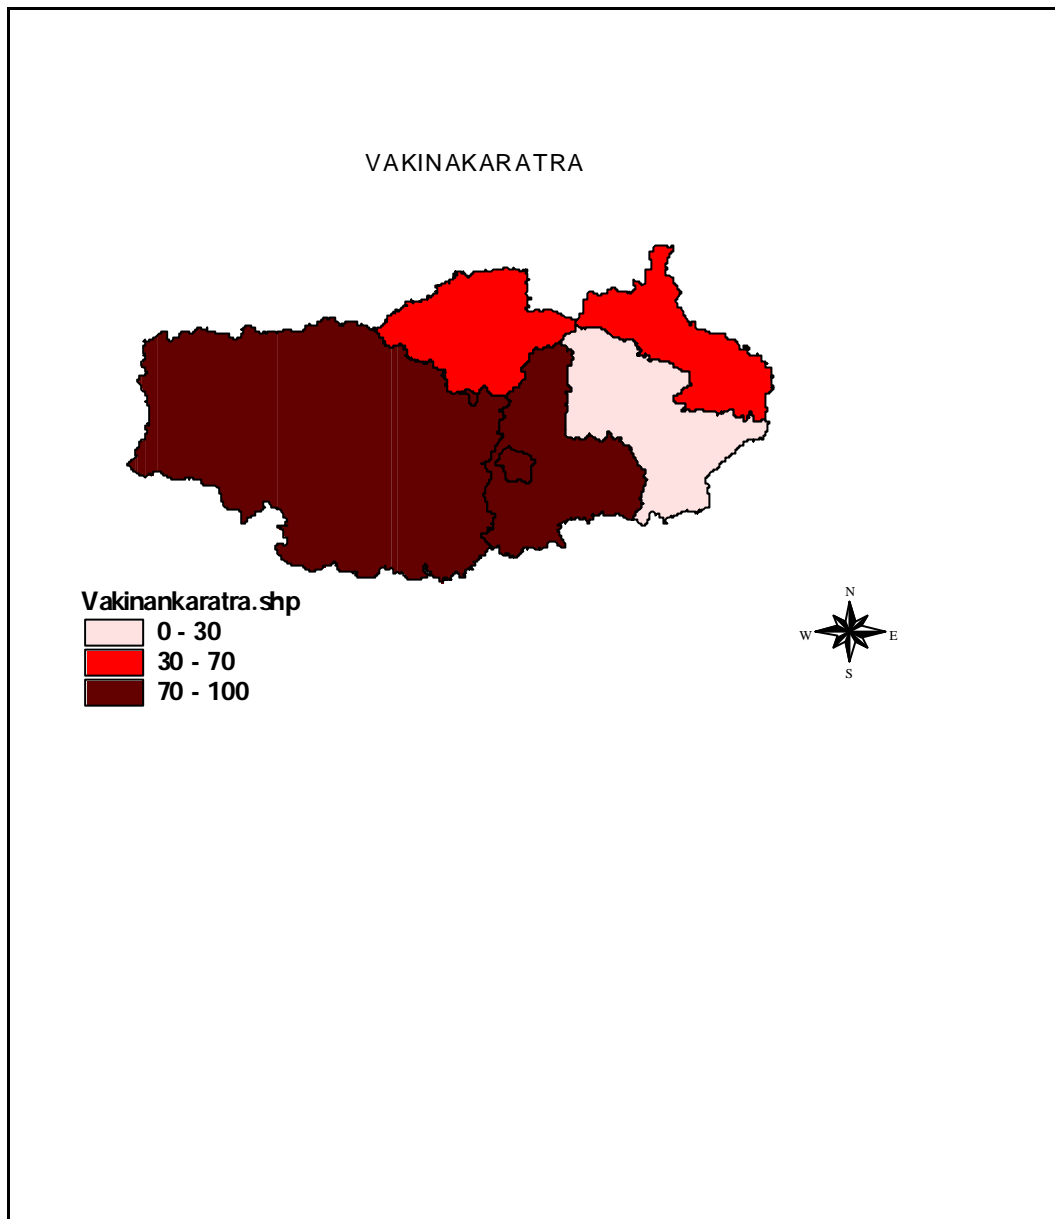 VAKINAKARATRA
Vakinankaratra.shp
0 - 30
30 - 70
70 - 100
N
W E
S